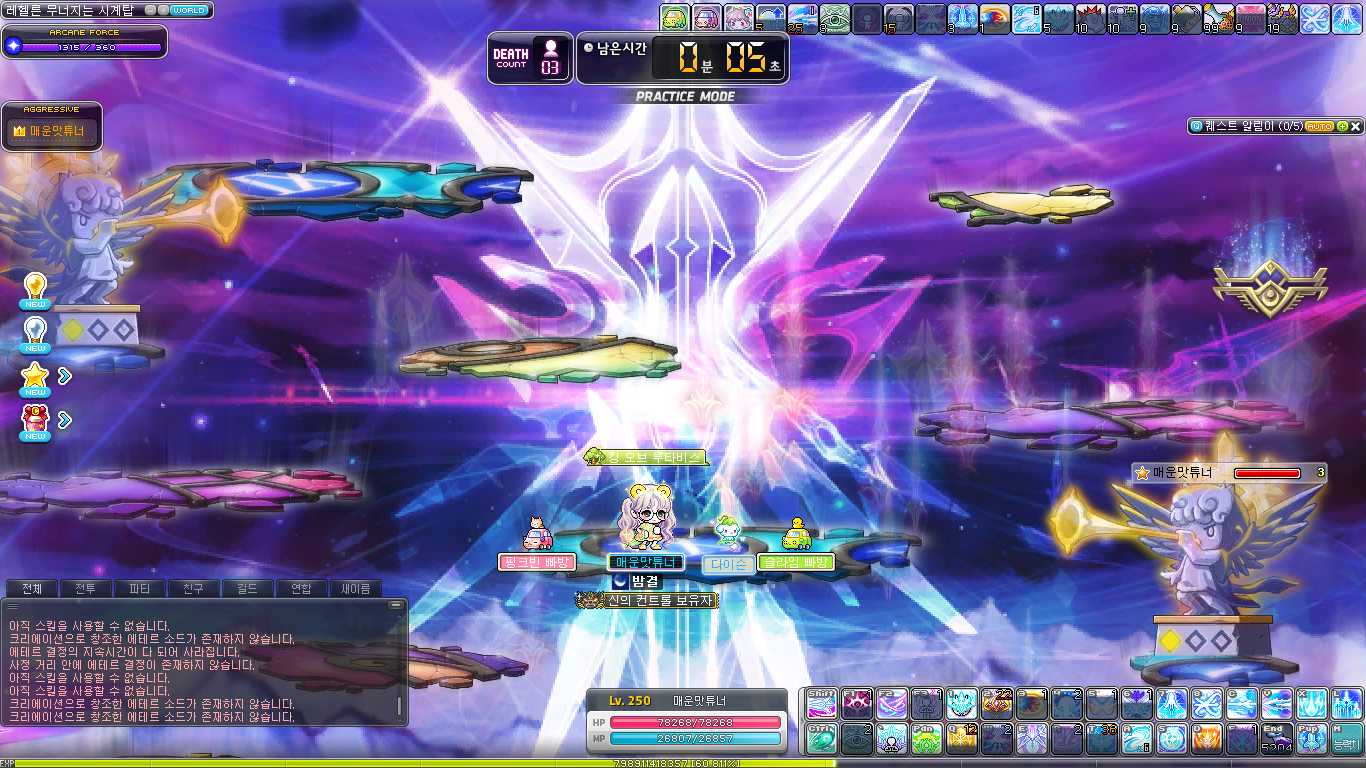 레헬른 무너지는 시계탑
WORLD
ARCANE FORCE
1315 / 360
AGGRESSIVE
매운맛튜너
DEATH COUNT 03
남은시간 0분 05초
PRACTICE MODE
퀘스트 알림이 (0/5) AUTO
NEW
NEW
NEW
NEW
킹 오브 루타비스
매운맛튜너 3
핑크빈 빠방
매운맛튜너
다이슨
슬라임 빠방
밤결
신의 컨트롤 보유자
전체 전투 파티 친구 길드 연합 새이름
아직 스킬을 사용할 수 없습니다.
크리에이션으로 창조한 에테르 소드가 존재하지 않습니다.
에테르 결정의 지속시간이 다 되어 사라집니다.
사정 거리 안에 에테르 결정이 존재하지 않습니다.
아직 스킬을 사용할 수 없습니다.
아직 스킬을 사용할 수 없습니다.
크리에이션으로 창조한 에테르 소드가 존재하지 않습니다.
크리에이션으로 창조한 에테르 소드가 존재하지 않습니다.
Lv. 250 매운맛튜너
HP 78268/78268
MP 26807/26857
Shift
Ctrl
End
5204
Pup
EXP 798911418357 [60.811%]